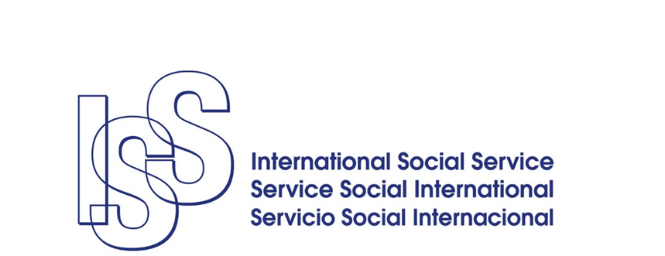 ISS
International Social Service
Service Social International
Servicio Social Internacional